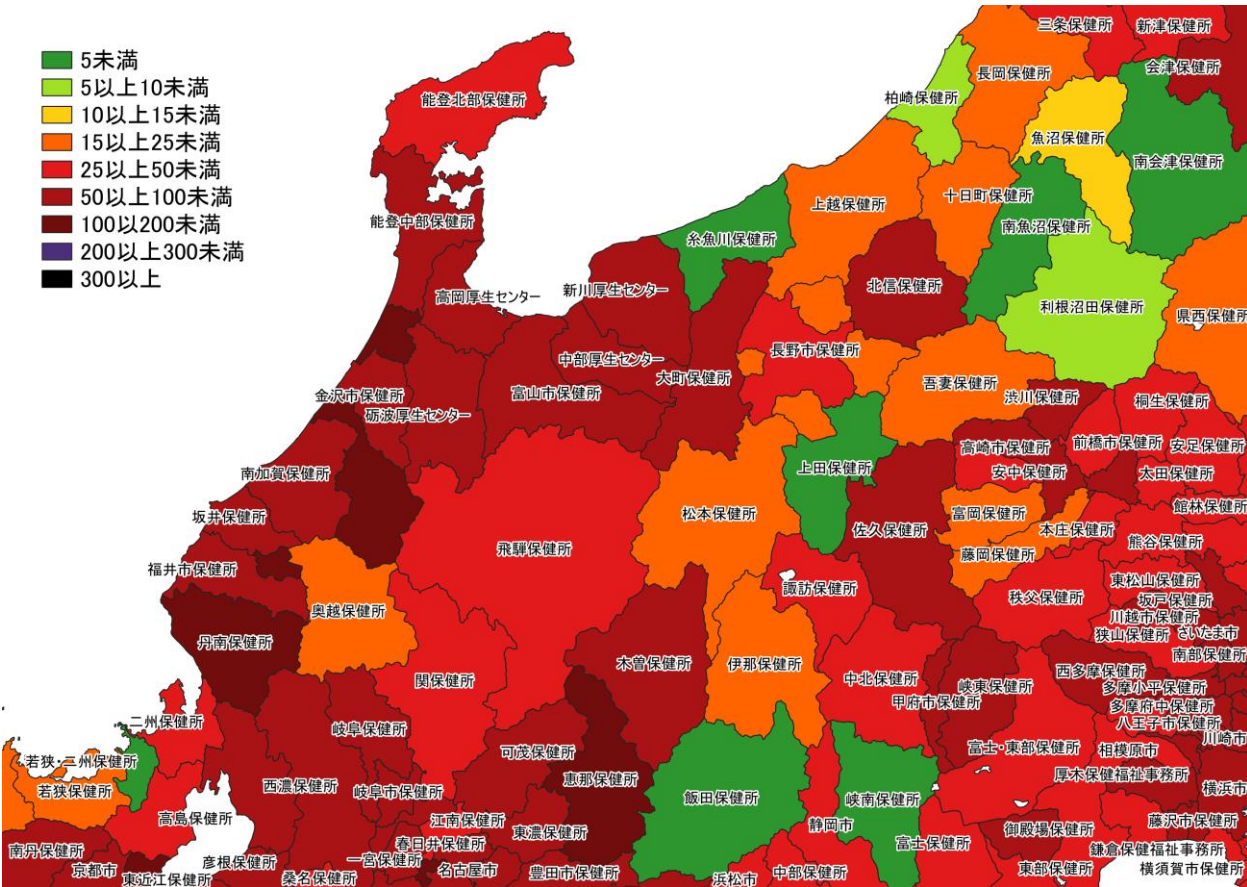 5未満
5以上10未満
10以上15未満
15以上25未満
25以上50未満
50以上100未満
100以200未満
200以上300未満
300以上
三条保健所
新津保健所
会津保健所
長岡保健所
能登北部保健所
柏崎保健所
魚沼保健所
南会津保健所
十日町保健所
上越保健所
能登中部保健所
南魚沼保健所
糸魚川保健所
北信保健所
新川厚生センター
高岡厚生センター
利根沼田保健所
県西保健所
長野市保健所
中部厚生センター
大町保健所
吾妻保健所
富山市保健所
金沢市保健所
渋川保健所
桐生保健所
砺波厚生センター
高崎市保健所
前橋市保健所
安足保健所
南加賀保健所
上田保健所
安中保健所
太田保健所
館林保健所
坂井保健所
松本保健所
佐久保健所
富岡保健所
本庄保健所
熊谷保健所
飛騨保健所
藤岡保健所
福井市保健所
諏訪保健所
東松山保健所
秩父保健所
坂戸保健所
奥越保健所
川越市保健所
狭山保健所
さいたま市
丹南保健所
南部保健所
木曽保健所
伊那保健所
西多摩保健所
関保健所
中北保健所
峡東保健所
多摩小平保健所
甲府市保健所
多摩府中保健所
二州保健所
岐阜保健所
八王子市保健所
川崎市
可茂保健所
富士・東部保健所
相模原市
若狭・二州保健所
恵那保健所
厚木保健福祉事務所
西濃保健所
岐阜市保健所
若狭保健所
飯田保健所
峡南保健所
横浜市
高島保健所
江南保健所
静岡市
藤沢市保健所
東濃保健所
御殿場保健所
春日井保健所
富士保健所
南丹保健所
鎌倉保健福祉事務所
彦根保健所
一宮保健所
京都市
名古屋市
豊田市保健所
中部保健所
東部保健所
横須賀市保健所
東近江保健所
桑名保健所
浜松市